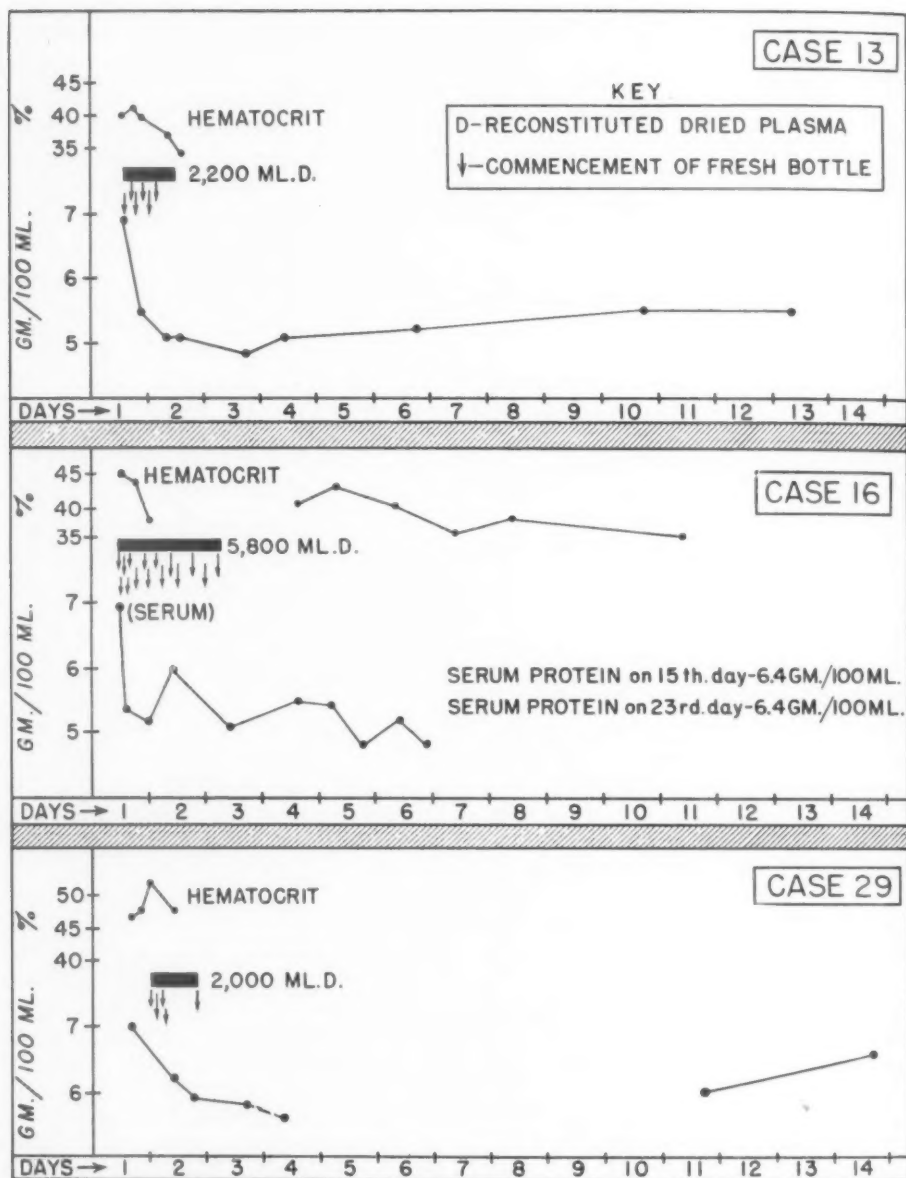 CASE 13
KEY
D-RECONSTITUTED DRIED PLASMA
↓-COMMENCEMENT OF FRESH BOTTLE
%
45
40
35
HEMATOCRIT
2,200 ML.D.
GM./100 ML.
7
6
5
DAYS→ 1 2 3 4 5 6 7 8 9 10 11 12 13 14
CASE 16
%
45
40
35
HEMATOCRIT
5,800 ML.D.
(SERUM)
GM./100 ML.
7
6
5
SERUM PROTEIN on 15th. day-6.4GM./100ML.
SERUM PROTEIN on 23rd. day-6.4GM./100ML.
DAYS→ 1 2 3 4 5 6 7 8 9 10 11 12 13 14
CASE 29
%
50
45
40
HEMATOCRIT
2,000 ML.D.
GM./100 ML.
7
6
DAYS→ 1 2 3 4 5 6 7 8 9 10 11 12 13 14